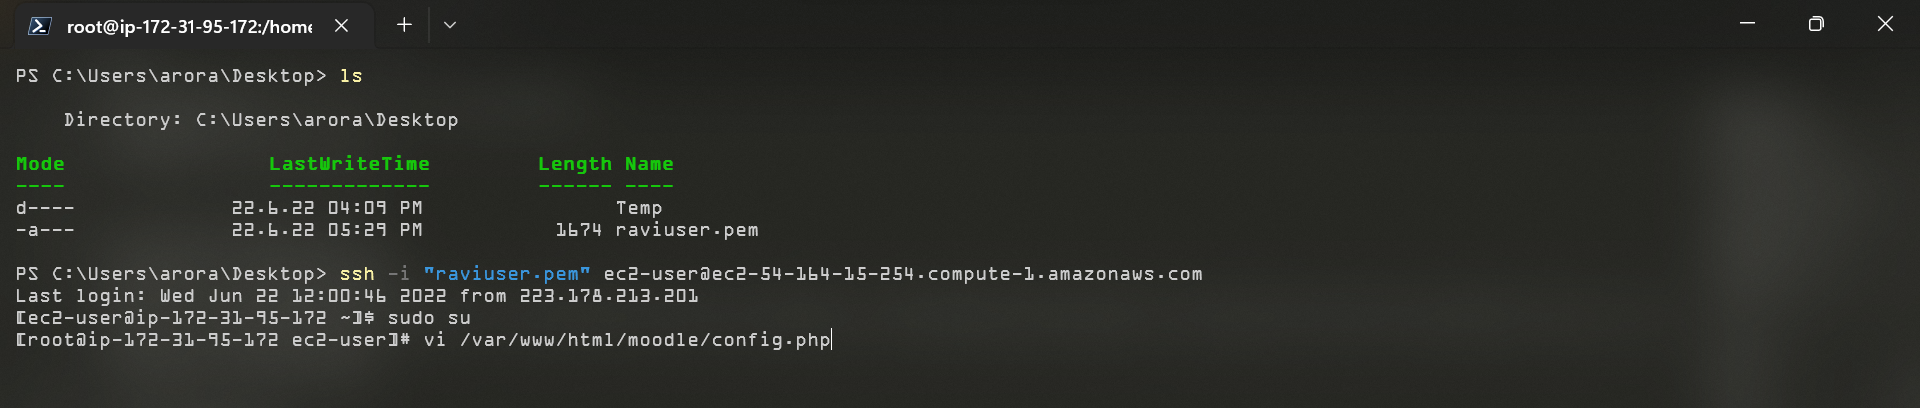 root@ip-172-31-95-172:/home
PS C:\Users\arora\Desktop> ls
Directory: C:\Users\arora\Desktop
Mode LastWriteTime Length Name
---- ------------- ------ ----
d---- 22.6.22 04:09 PM Temp
-a--- 22.6.22 05:29 PM 1674 raviuser.pem
PS C:\Users\arora\Desktop> ssh -i "raviuser.pem" ec2-user@ec2-54-164-15-254.compute-1.amazonaws.com
Last login: Wed Jun 22 12:00:46 2022 from 223.178.213.201
[ec2-user@ip-172-31-95-172 ~]$ sudo su
[root@ip-172-31-95-172 ec2-user]# vi /var/www/html/moodle/config.php